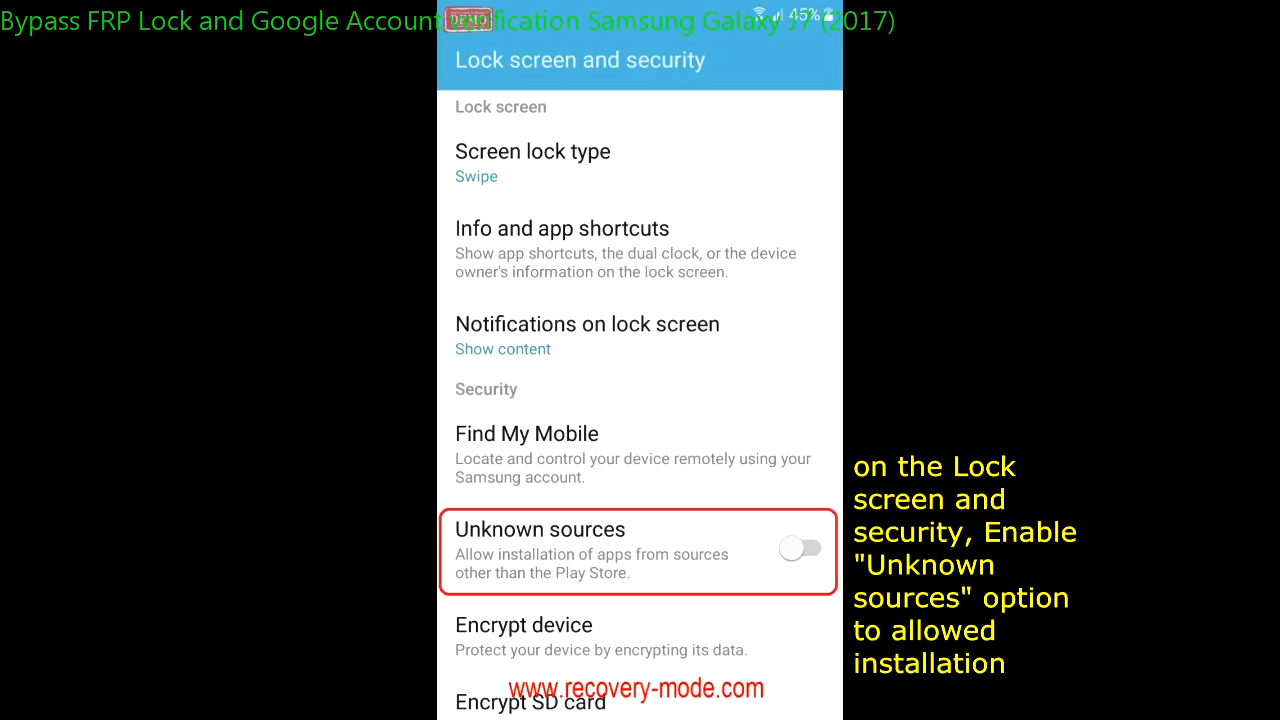 Bypass FRP Lock and Google Account Verification Samsung Galaxy J7 (2017)
DEMO
45%
Lock screen and security
Lock screen
Screen lock type
Swipe
Info and app shortcuts
Show app shortcuts, the dual clock, or the device
owner's information on the lock screen.
Notifications on lock screen
Show content
Security
Find My Mobile
Locate and control your device remotely using your
Samsung account.
Unknown sources
Allow installation of apps from sources
other than the Play Store.
Encrypt device
Protect your device by encrypting its data.
www.recovery-mode.com
Encrypt SD card
on the Lock
screen and
security, Enable
"Unknown
sources" option
to allowed
installation